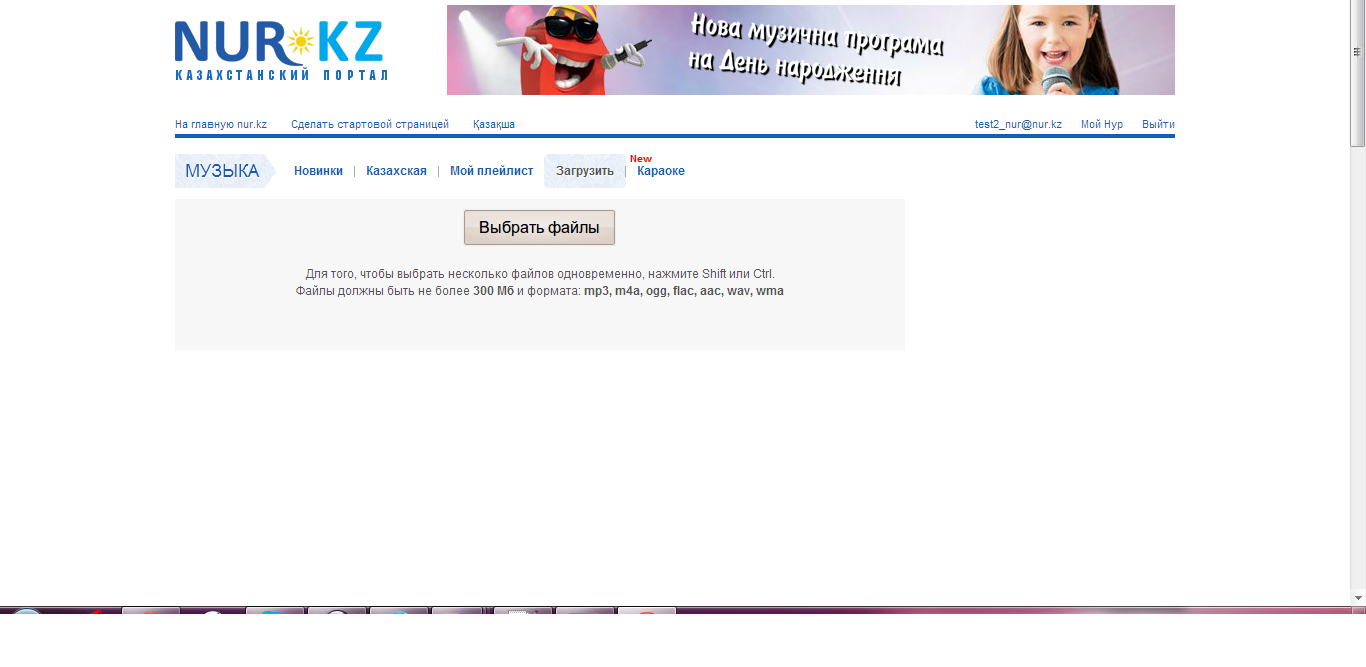 NUR KZ
КАЗАХСТАНСКИЙ ПОРТАЛ
Нова музична програма
на День народження
На главную nur.kz Сделать стартовой страницей Қазақша test2_nur@nur.kz Мой Нур Выйти
МУЗЫКА Новинки | Казахская | Мой плейлист Загрузить | Караоке New
Выбрать файлы
Для того, чтобы выбрать несколько файлов одновременно, нажмите Shift или Ctrl.
Файлы должны быть не более 300 Мб и формата: mp3, m4a, ogg, flac, aac, wav, wma